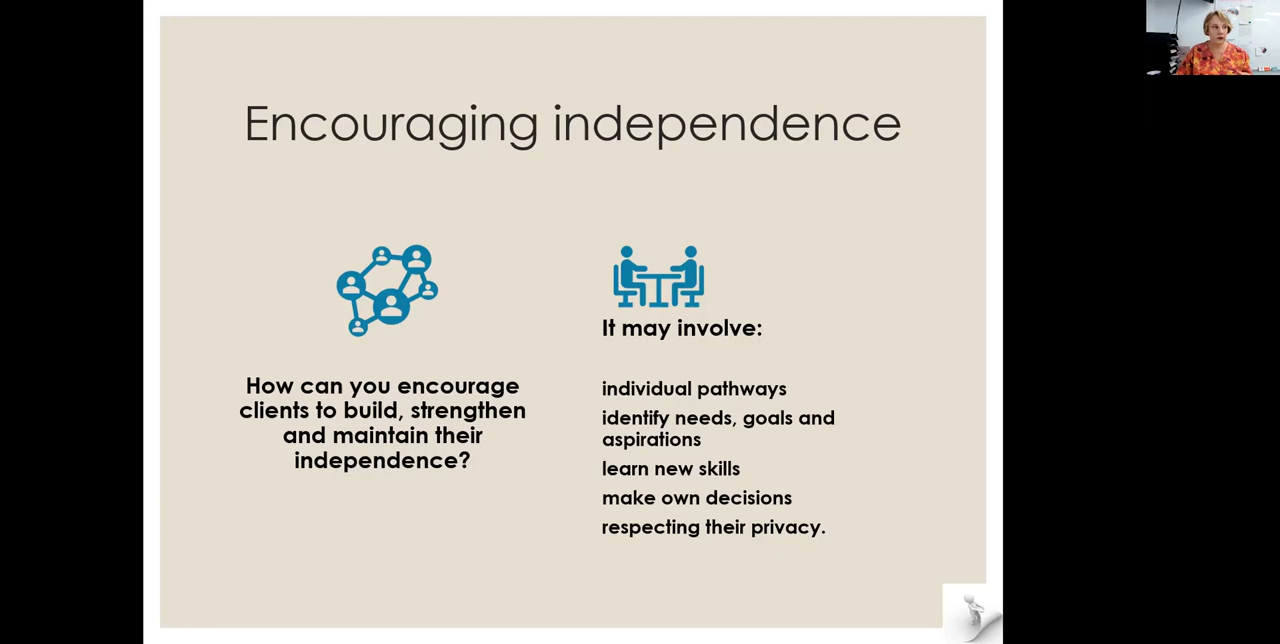 Encouraging independence
How can you encourage
clients to build, strengthen
and maintain their
independence?
It may involve:
individual pathways
identify needs, goals and
aspirations
learn new skills
make own decisions
respecting their privacy.